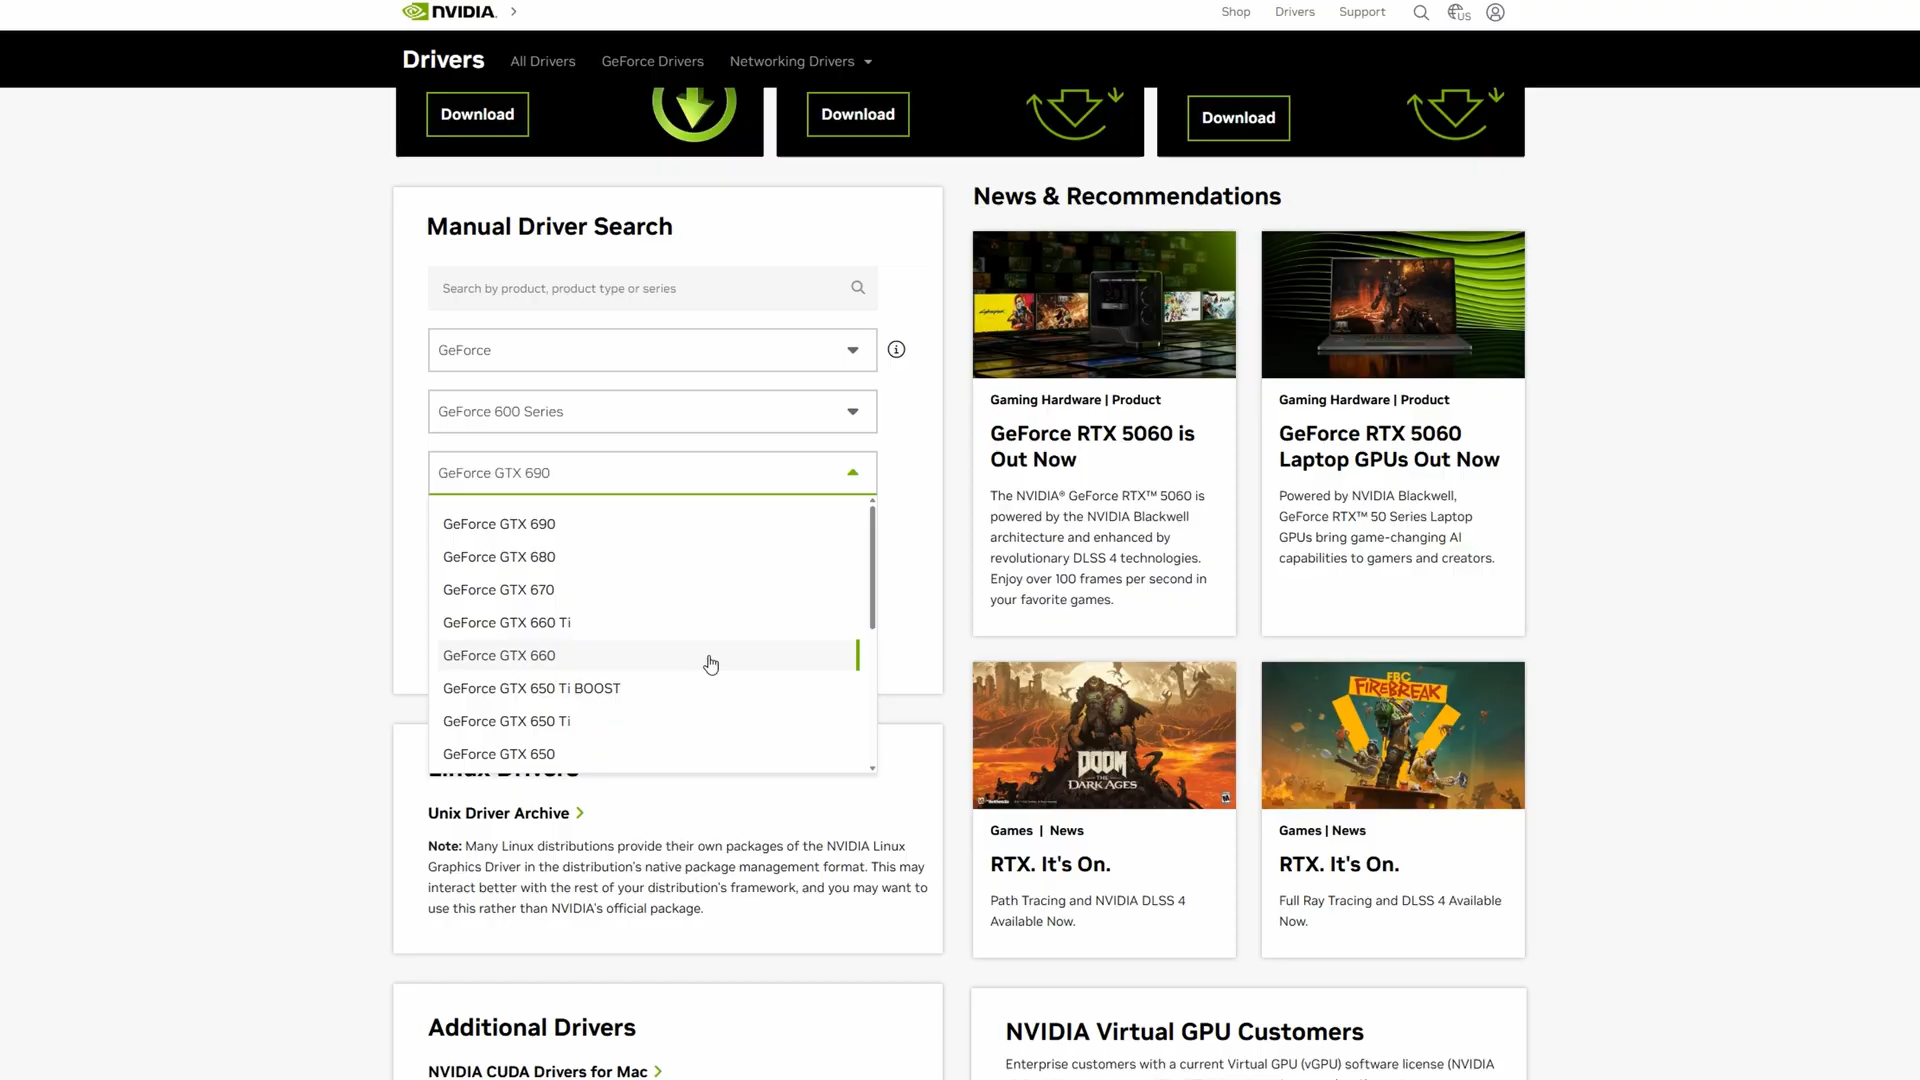 NVIDIA.
Shop
Drivers
Support
US
Drivers
All Drivers
GeForce Drivers
Networking Drivers
Download
Download
Download
Manual Driver Search
Search by product, product type or series
GeForce
GeForce 600 Series
GeForce GTX 690
GeForce GTX 690
GeForce GTX 680
GeForce GTX 670
GeForce GTX 660 Ti
GeForce GTX 660
GeForce GTX 650 Ti BOOST
GeForce GTX 650 Ti
GeForce GTX 650
Linux Drivers
Unix Driver Archive
Note: Many Linux distributions provide their own packages of the NVIDIA Linux
Graphics Driver in the distribution's native package management format. This may
interact better with the rest of your distribution's framework, and you may want to
use this rather than NVIDIA's official package.
Additional Drivers
NVIDIA CUDA Drivers for Mac
News & Recommendations
Gaming Hardware | Product
GeForce RTX 5060 is
Out Now
The NVIDIA® GeForce RTX™ 5060 is
powered by the NVIDIA Blackwell
architecture and enhanced by
revolutionary DLSS 4 technologies.
Enjoy over 100 frames per second in
your favorite games.
Gaming Hardware | Product
GeForce RTX 5060
Laptop GPUs Out Now
Powered by NVIDIA Blackwell,
GeForce RTX™ 50 Series Laptop
GPUs bring game-changing AI
capabilities to gamers and creators.
DOOM
THE
DARK AGES
Games | News
RTX. It's On.
Path Tracing and NVIDIA DLSS 4
Available Now.
FBC
FIREBREAK
Games | News
RTX. It's On.
Full Ray Tracing and DLSS 4 Available
Now.
NVIDIA Virtual GPU Customers
Enterprise customers with a current Virtual GPU (vGPU) software license (NVIDIA